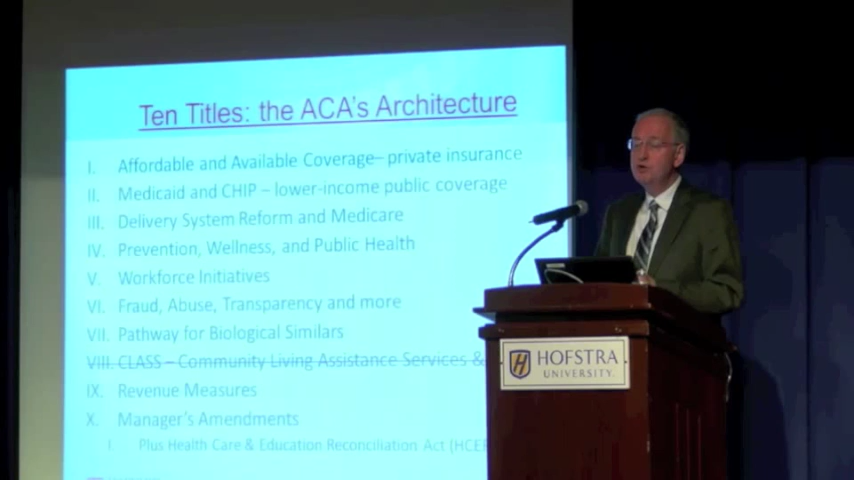 Ten Titles: the ACA's Architecture
I. Affordable and Available Coverage– private insurance
II. Medicaid and CHIP – lower-income public coverage
III. Delivery System Reform and Medicare
IV. Prevention, Wellness, and Public Health
V. Workforce Initiatives
VI. Fraud, Abuse, Transparency and more
VII. Pathway for Biological Similars
VIII. CLASS – Community Living Assistance Services &
IX. Revenue Measures
X. Manager's Amendments
I. Plus Health Care & Education Reconciliation Act
H HOFSTRA
UNIVERSITY